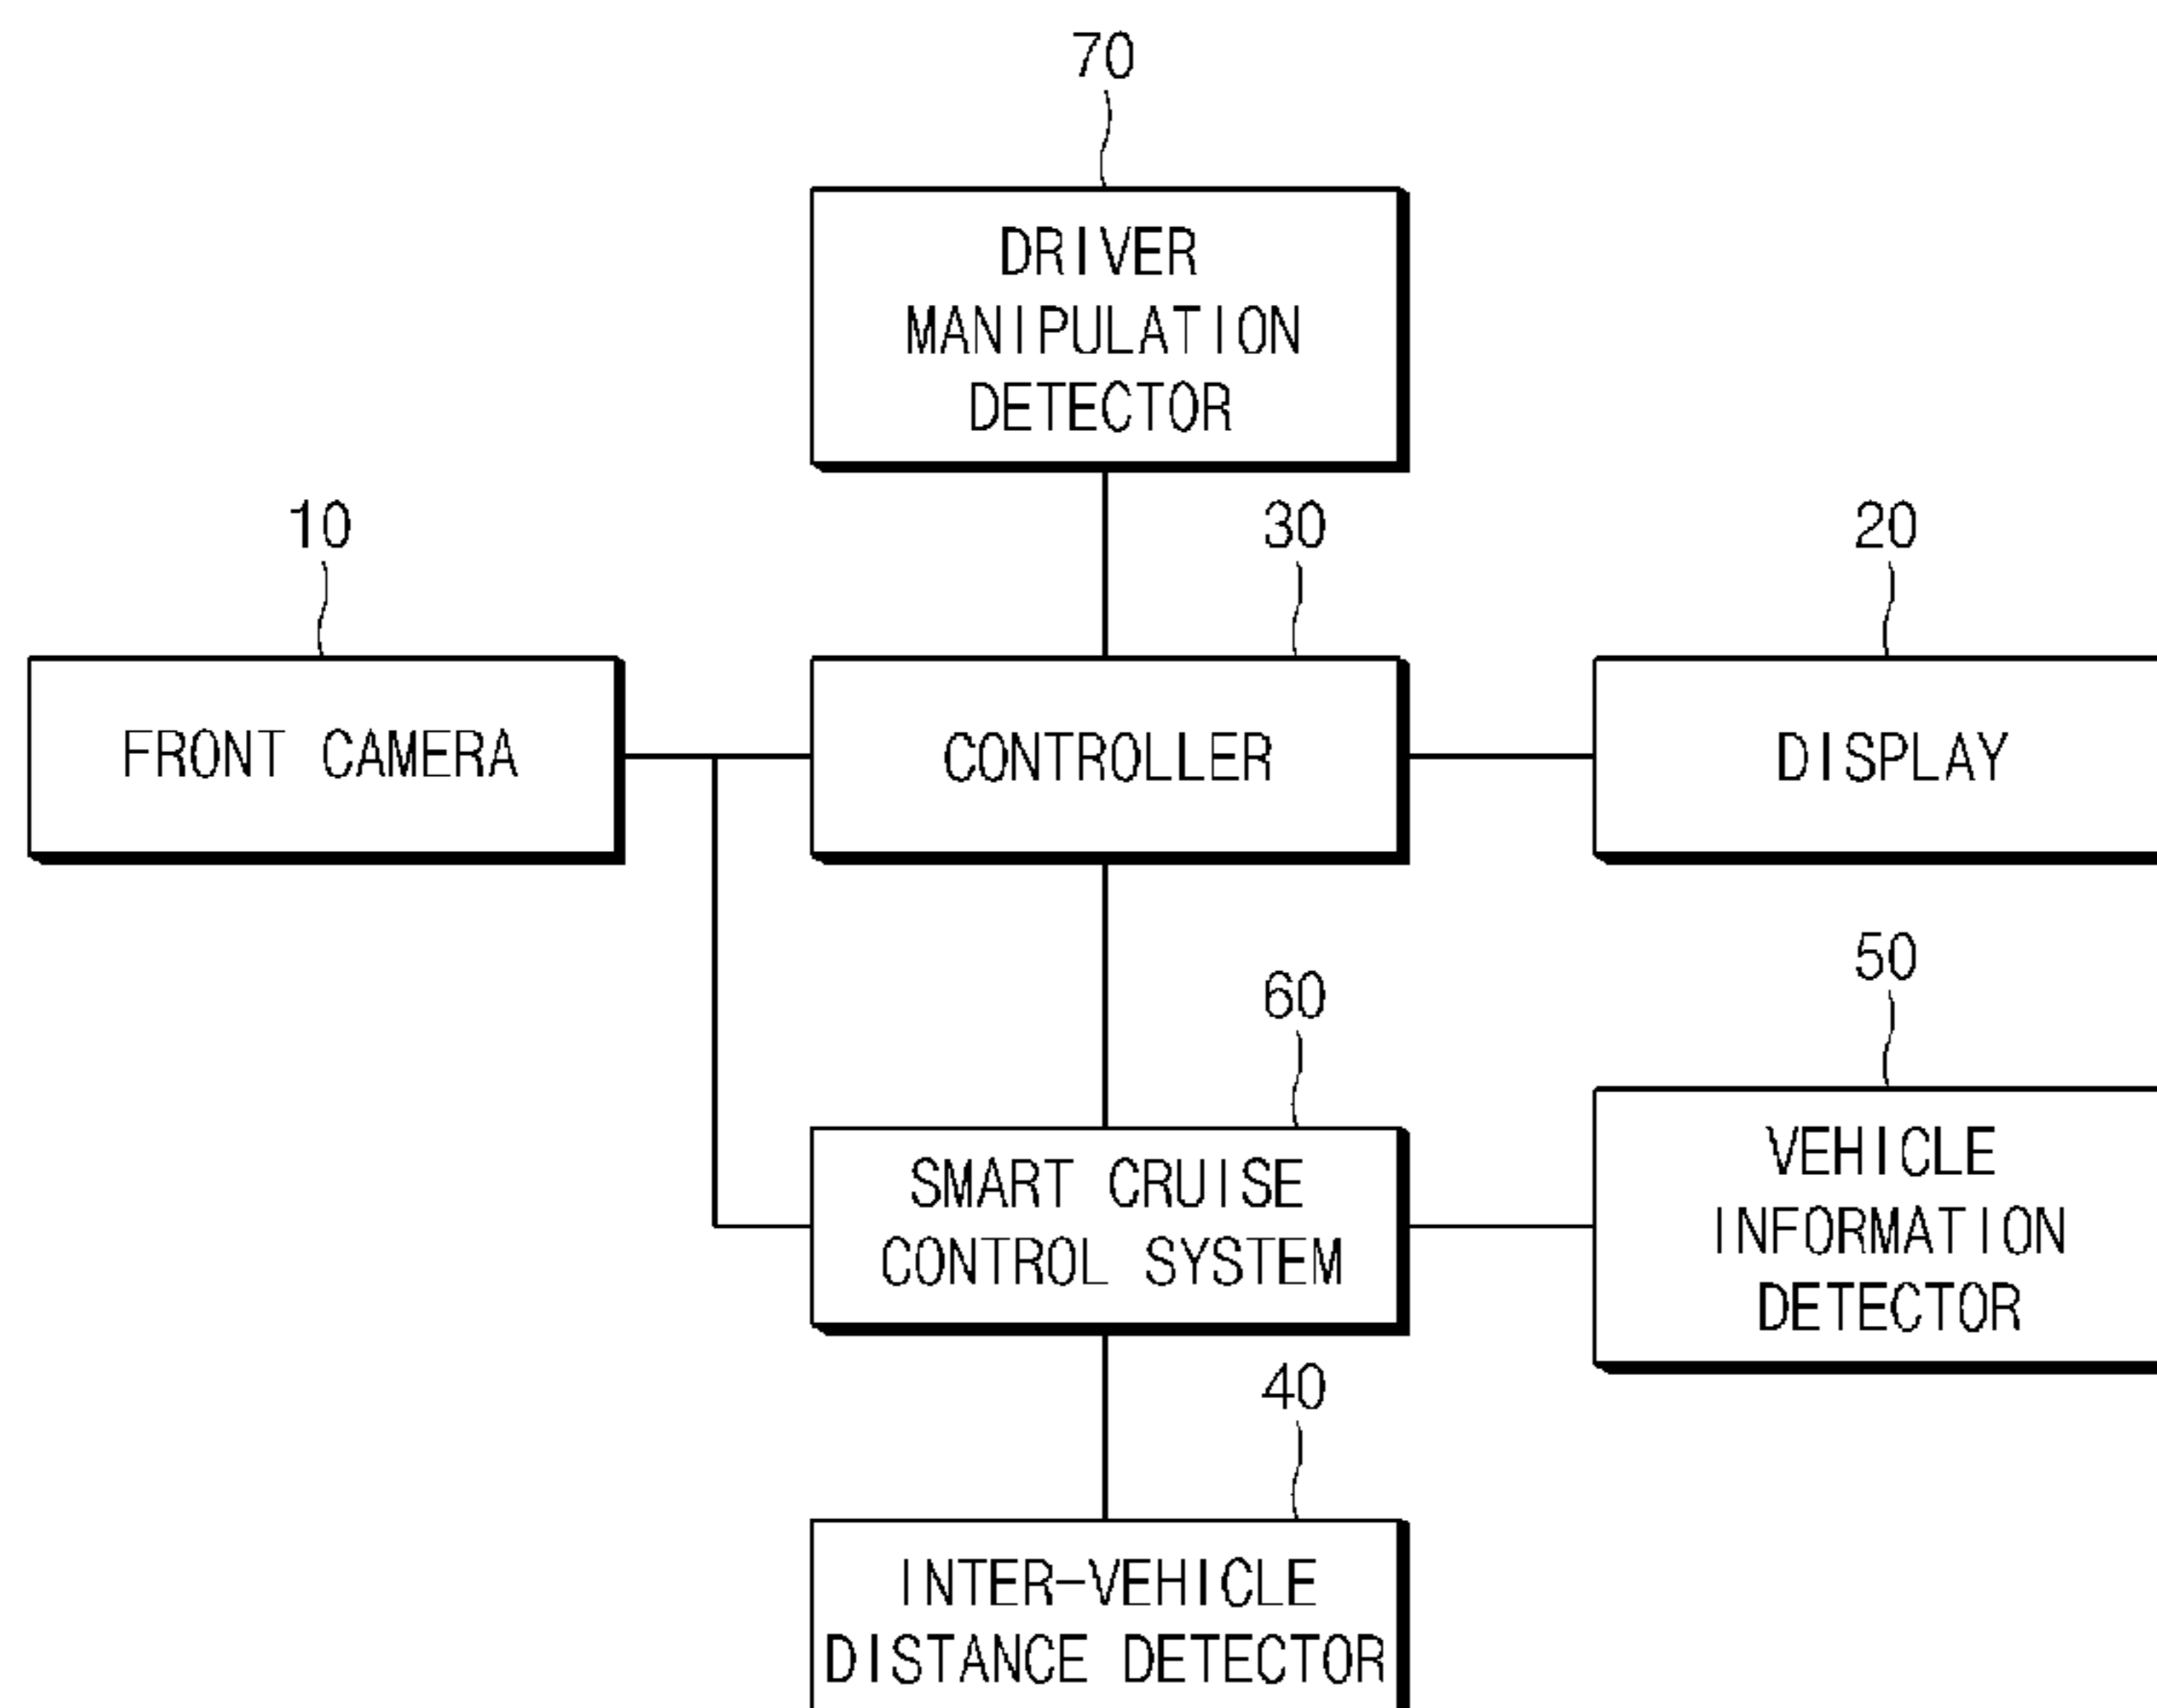 70
DRIVER
MANIPULATION
DETECTOR
10
30
20
FRONT CAMERA
CONTROLLER
DISPLAY
60
50
SMART CRUISE
CONTROL SYSTEM
VEHICLE
INFORMATION
DETECTOR
40
INTER-VEHICLE
DISTANCE DETECTOR